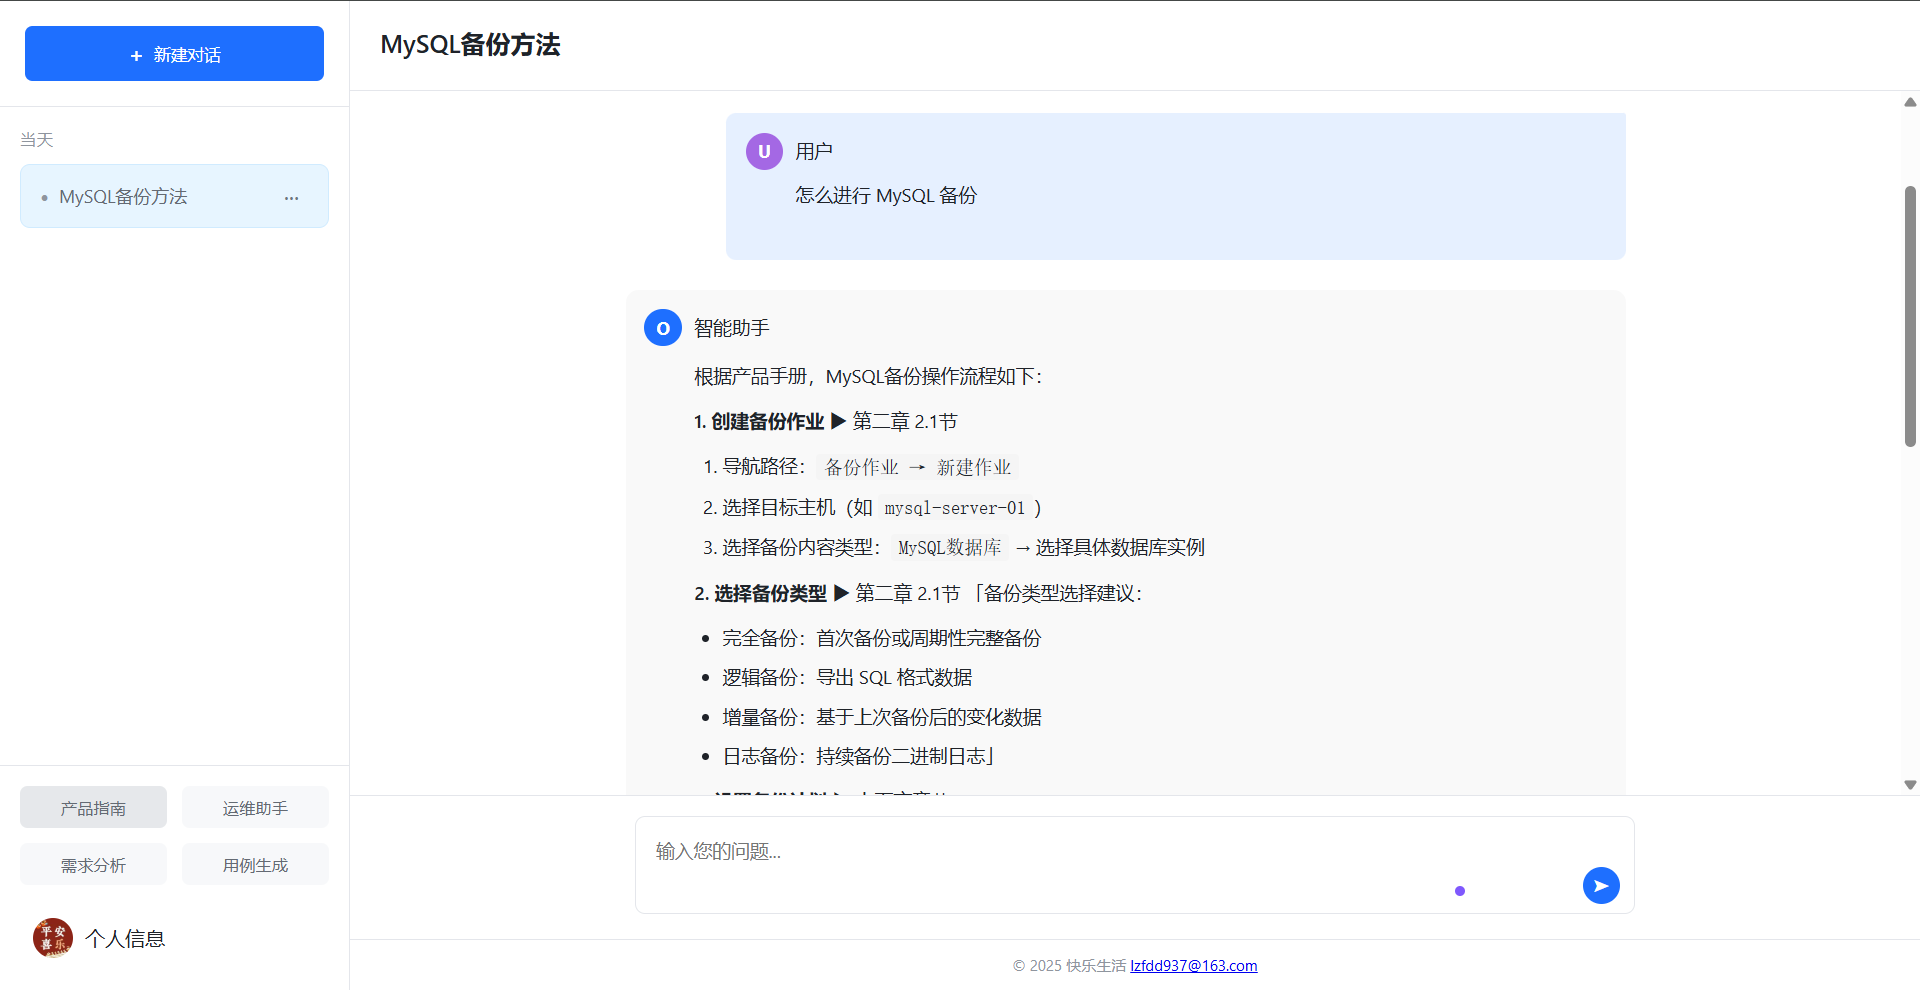 + 新建对话
当天
• MySQL备份方法 ...
产品指南
运维助手
需求分析
用例生成
平安
喜乐
个人信息
MySQL备份方法
U 用户
怎么进行 MySQL 备份
O 智能助手
根据产品手册，MySQL备份操作流程如下：
1. 创建备份作业 ▶ 第二章 2.1节
1. 导航路径： 备份作业 → 新建作业
2. 选择目标主机（如 mysql-server-01 ）
3. 选择备份内容类型： MySQL数据库 → 选择具体数据库实例
2. 选择备份类型 ▶ 第二章 2.1节 「备份类型选择建议：
• 完全备份：首次备份或周期性完整备份
• 逻辑备份：导出 SQL 格式数据
• 增量备份：基于上次备份后的变化数据
• 日志备份：持续备份二进制日志」
输入您的问题...
© 2025 快乐生活 lzfdd937@163.com